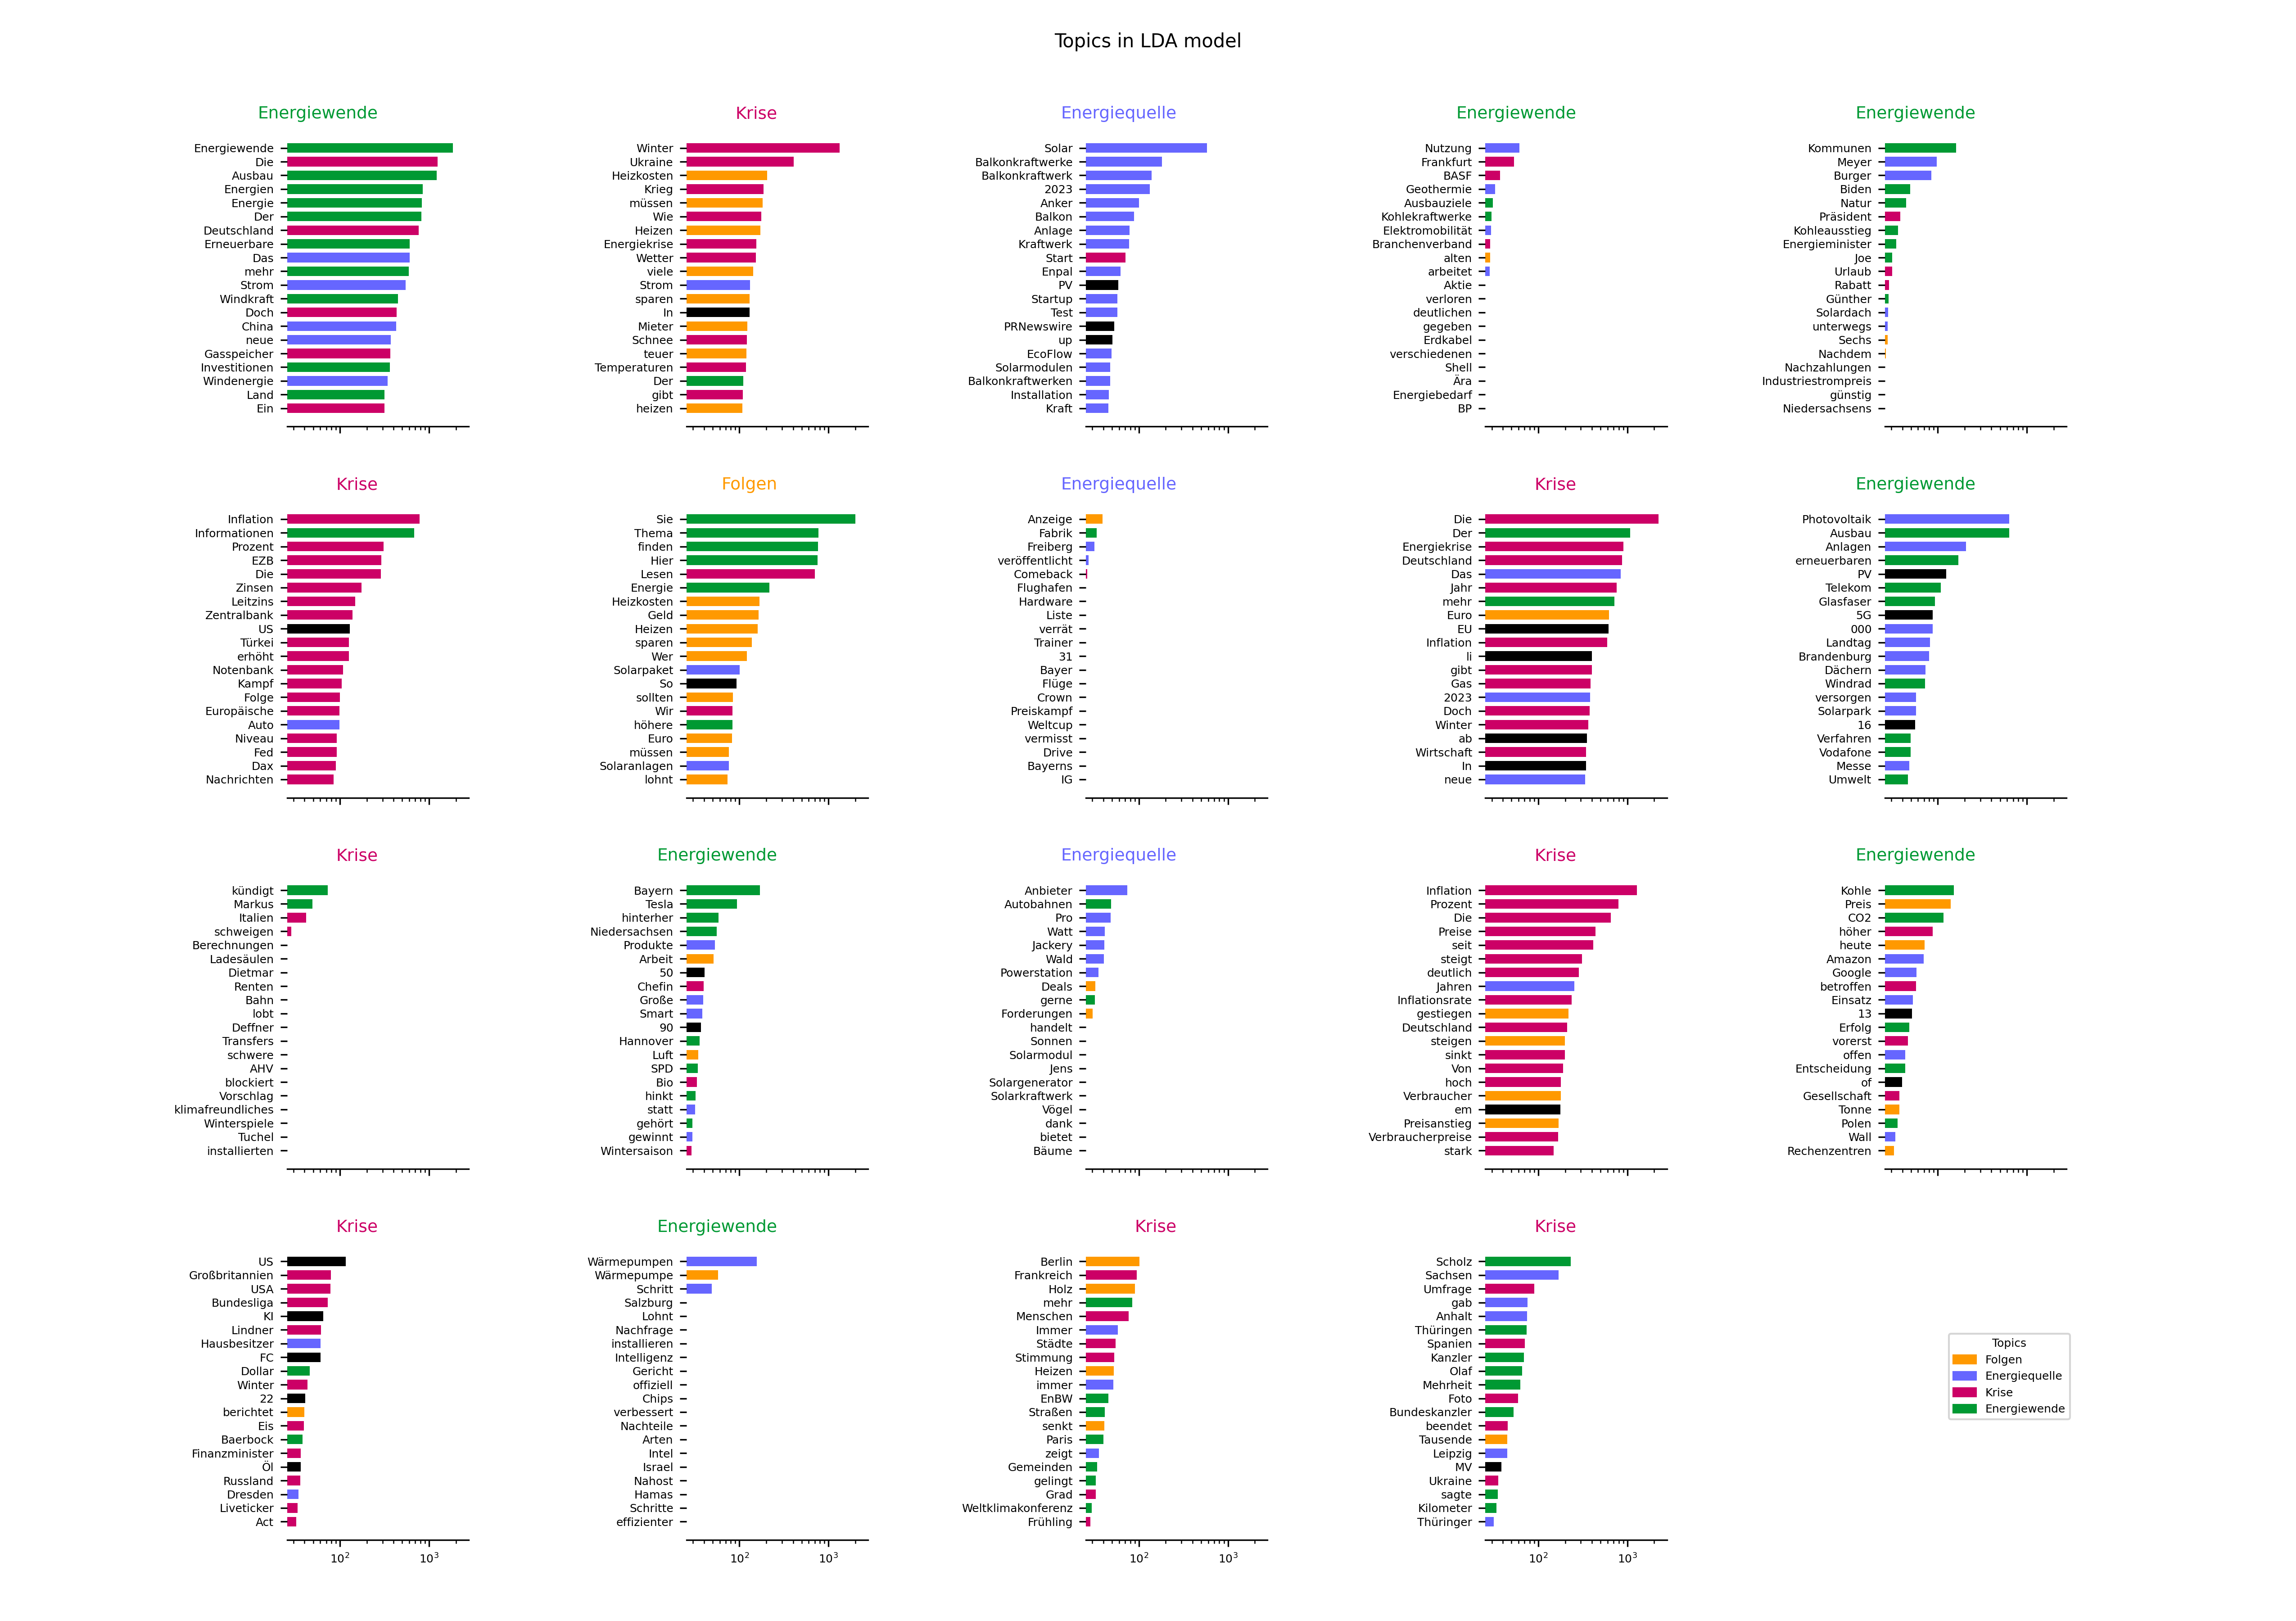 Topics in LDA model
Energiewende
Energiewende
Die
Ausbau
Energien
Energie
Der
Deutschland
Erneuerbare
Das
mehr
Strom
Windkraft
Doch
China
neue
Gasspeicher
Investitionen
Windenergie
Land
Ein
Krise
Winter
Ukraine
Heizkosten
Krieg
müssen
Wie
Heizen
Energiekrise
Wetter
viele
Strom
sparen
In
Mieter
Schnee
teuer
Temperaturen
Der
gibt
heizen
Energiequelle
Solar
Balkonkraftwerke
Balkonkraftwerk
2023
Anker
Balkon
Anlage
Kraftwerk
Start
Enpal
PV
Startup
Test
PRNewswire
up
EcoFlow
Solarmodulen
Balkonkraftwerken
Installation
Kraft
Energiewende
Nutzung
Frankfurt
BASF
Geothermie
Ausbauziele
Kohlekraftwerke
Elektromobilität
Branchenverband
alten
arbeitet
Aktie
verloren
deutlichen
gegeben
Erdkabel
verschiedenen
Shell
Ära
Energiebedarf
BP
Energiewende
Kommunen
Meyer
Burger
Biden
Natur
Präsident
Kohleausstieg
Energieminister
Joe
Urlaub
Rabatt
Günther
Solardach
unterwegs
Sechs
Nachdem
Nachzahlungen
Industriestrompreis
günstig
Niedersachsens
Krise
Inflation
Informationen
Prozent
EZB
Die
Zinsen
Leitzins
Zentralbank
US
Türkei
erhöht
Notenbank
Kampf
Folge
Europäische
Auto
Niveau
Fed
Dax
Nachrichten
Folgen
Sie
Thema
finden
Hier
Lesen
Energie
Heizkosten
Geld
Heizen
sparen
Wer
Solarpaket
So
sollten
Wir
höhere
Euro
müssen
Solaranlagen
lohnt
Energiequelle
Anzeige
Fabrik
Freiberg
veröffentlicht
Comeback
Flughafen
Hardware
Liste
verrät
Trainer
31
Bayer
Flüge
Crown
Preiskampf
Weltcup
vermisst
Drive
Bayerns
IG
Krise
Die
Der
Energiekrise
Deutschland
Das
Jahr
mehr
Euro
EU
Inflation
li
gibt
Gas
2023
Doch
Winter
ab
Wirtschaft
In
neue
Energiewende
Photovoltaik
Ausbau
Anlagen
erneuerbaren
PV
Telekom
Glasfaser
5G
000
Landtag
Brandenburg
Dächern
Windrad
versorgen
Solarpark
16
Verfahren
Vodafone
Messe
Umwelt
Krise
kündigt
Markus
Italien
schweigen
Berechnungen
Ladesäulen
Dietmar
Renten
Bahn
lobt
Deffner
Transfers
schwere
AHV
blockiert
Vorschlag
klimafreundliches
Winterspiele
Tuchel
installierten
Energiewende
Bayern
Tesla
hinterher
Niedersachsen
Produkte
Arbeit
50
Chefin
Große
Smart
90
Hannover
Luft
SPD
Bio
hinkt
statt
gehört
gewinnt
Wintersaison
Energiequelle
Anbieter
Autobahnen
Pro
Watt
Jackery
Wald
Powerstation
Deals
gerne
Forderungen
handelt
Sonnen
Solarmodul
Jens
Solargenerator
Solarkraftwerk
Vögel
dank
bietet
Bäume
Krise
Inflation
Prozent
Die
Preise
seit
steigt
deutlich
Jahren
Inflationsrate
gestiegen
Deutschland
steigen
sinkt
Von
hoch
Verbraucher
em
Preisanstieg
Verbraucherpreise
stark
Energiewende
Kohle
Preis
CO2
höher
heute
Amazon
Google
betroffen
Einsatz
13
Erfolg
vorerst
offen
Entscheidung
of
Gesellschaft
Tonne
Polen
Wall
Rechenzentren
Krise
US
Großbritannien
USA
Bundesliga
KI
Lindner
Hausbesitzer
FC
Dollar
Winter
22
berichtet
Eis
Baerbock
Finanzminister
Öl
Russland
Dresden
Liveticker
Act
10² 10³
Energiewende
Wärmepumpen
Wärmepumpe
Schritt
Salzburg
Lohnt
Nachfrage
installieren
Intelligenz
Gericht
offiziell
Chips
verbessert
Nachteile
Arten
Intel
Israel
Nahost
Hamas
Schritte
effizienter
10² 10³
Krise
Berlin
Frankreich
Holz
mehr
Menschen
Immer
Städte
Stimmung
Heizen
immer
EnBW
Straßen
senkt
Paris
zeigt
Gemeinden
gelingt
Grad
Weltklimakonferenz
Frühling
10² 10³
Krise
Scholz
Sachsen
Umfrage
gab
Anhalt
Thüringen
Spanien
Kanzler
Olaf
Mehrheit
Foto
Bundeskanzler
beendet
Tausende
Leipzig
MV
Ukraine
sagte
Kilometer
Thüringer
10² 10³
Topics
Folgen
Energiequelle
Krise
Energiewende